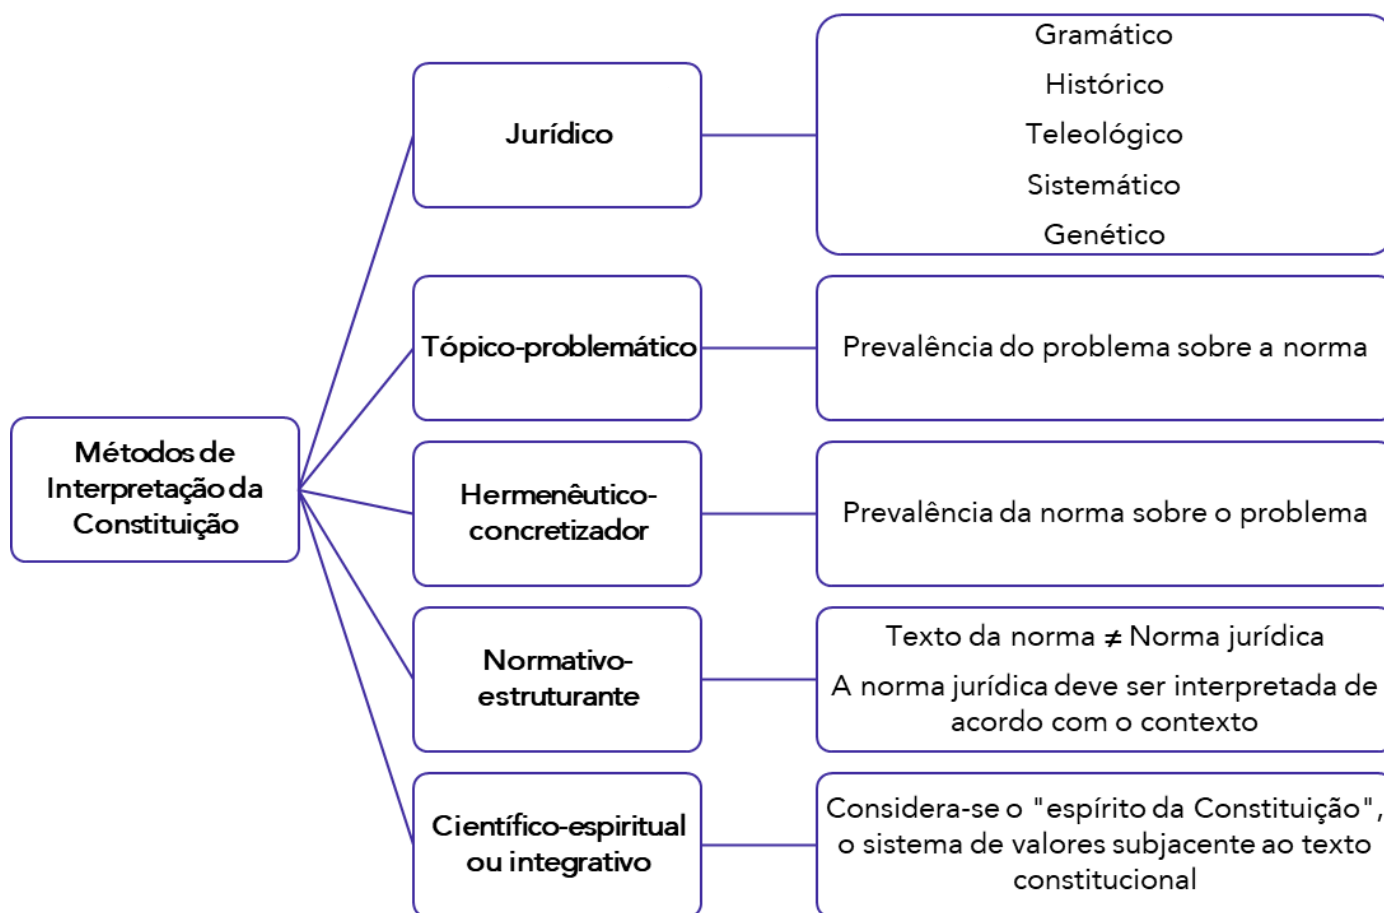 Métodos de
Interpretação da
Constituição
Jurídico
Gramático
Histórico
Teleológico
Sistemático
Genético
Tópico-problemático
Prevalência do problema sobre a norma
Hermenêutico-
concretizador
Prevalência da norma sobre o problema
Normativo-
estruturante
Texto da norma ≠ Norma jurídica
A norma jurídica deve ser interpretada de
acordo com o contexto
Científico-espiritual
ou integrativo
Considera-se o "espírito da Constituição",
o sistema de valores subjacente ao texto
constitucional